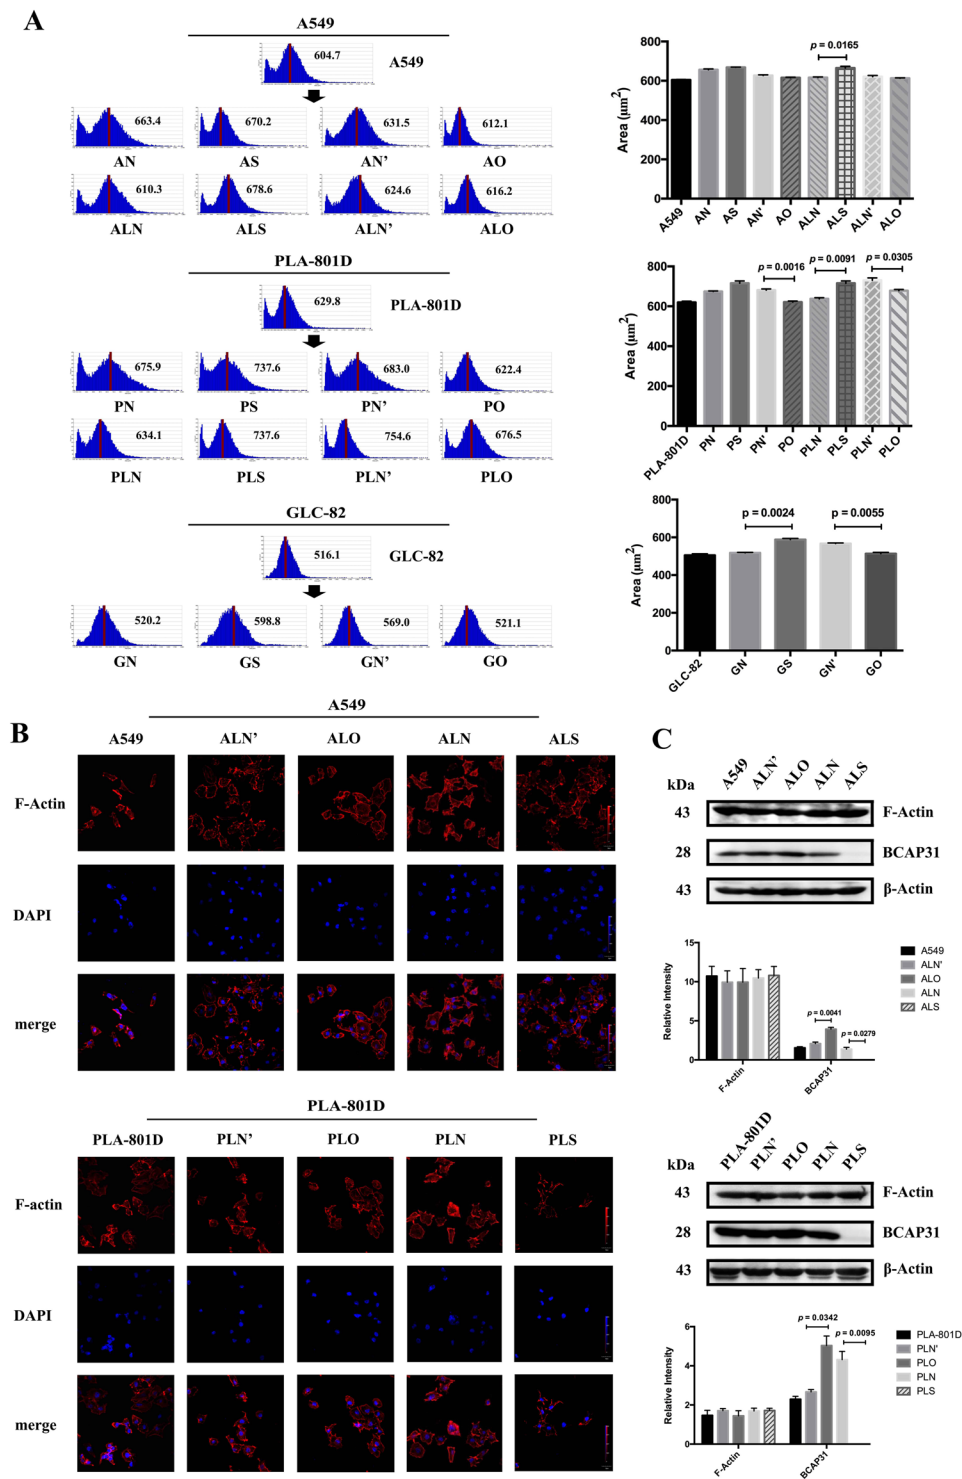 A
A549
604.7
A549
663.4
670.2
631.5
612.1
AN
AS
AN'
AO
610.3
678.6
624.6
616.2
ALN
ALS
ALN'
ALO
800
600
400
200
0
Area (μm²)
p = 0.0165
A549
AN
AS
AN'
AO
ALN
ALS
ALN'
ALO
PLA-801D
629.8
PLA-801D
675.9
737.6
683.0
622.4
PN
PS
PN'
PO
634.1
737.6
754.6
676.5
PLN
PLS
PLN'
PLO
800
600
400
200
0
Area (μm²)
p = 0.0016
p = 0.0091
p = 0.0305
PLA-801D
PN
PS
PN'
PO
PLN
PLS
PLN'
PLO
GLC-82
516.1
GLC-82
520.2
598.8
569.0
521.1
GN
GS
GN'
GO
800
600
400
200
0
Area (μm²)
p = 0.0024
p = 0.0055
GLC-82
GN
GS
GN'
GO
B
A549
A549
ALN'
ALO
ALN
ALS
F-Actin
DAPI
merge
PLA-801D
PLA-801D
PLN'
PLO
PLN
PLS
F-actin
DAPI
merge
C
kDa
A549
ALN'
ALO
ALN
ALS
43
F-Actin
28
BCAP31
43
β-Actin
15
10
5
0
Relative Intensity
p = 0.0041
p = 0.0279
F-Actin
BCAP31
A549
ALN'
ALO
ALN
ALS
kDa
PLA-801D
PLN'
PLO
PLN
PLS
43
F-Actin
28
BCAP31
43
β-Actin
6
4
2
0
Relative Intensity
p = 0.0342
p = 0.0095
F-Actin
BCAP31
PLA-801D
PLN'
PLO
PLN
PLS